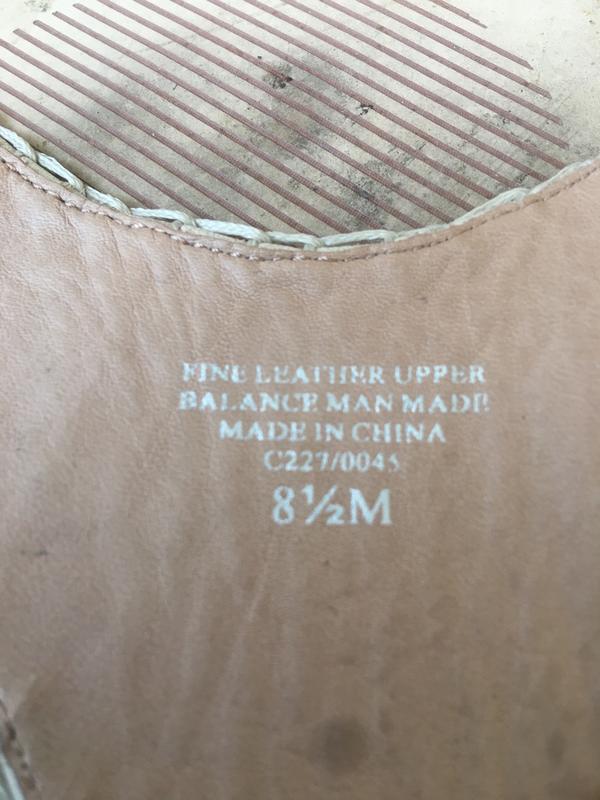 FINE LEATHER UPPER
BALANCE MAN MADE
MADE IN CHINA
C227/0045
8½M